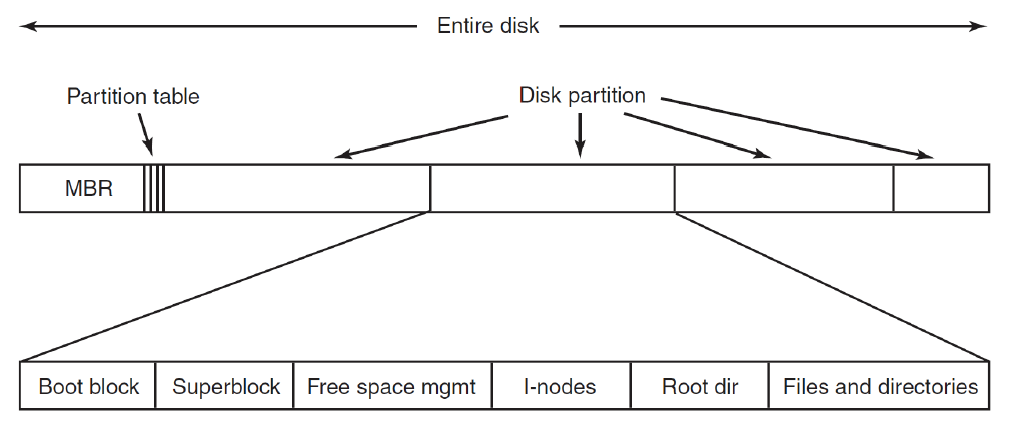 Entire disk
Partition table
Disk partition
MBR
Boot block
Superblock
Free space mgmt
I-nodes
Root dir
Files and directories